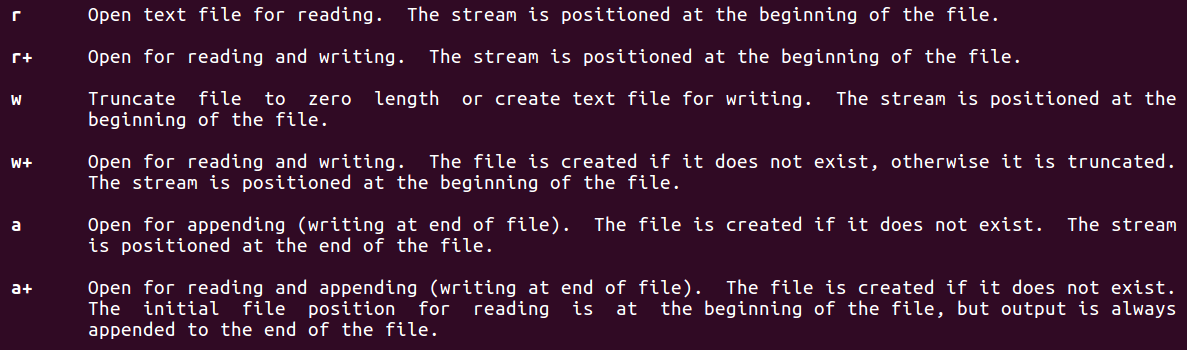 r Open text file for reading. The stream is positioned at the beginning of the file.
r+ Open for reading and writing. The stream is positioned at the beginning of the file.
w Truncate file to zero length or create text file for writing. The stream is positioned at the
beginning of the file.
w+ Open for reading and writing. The file is created if it does not exist, otherwise it is truncated.
The stream is positioned at the beginning of the file.
a Open for appending (writing at end of file). The file is created if it does not exist. The stream
is positioned at the end of the file.
a+ Open for reading and appending (writing at end of file). The file is created if it does not exist.
The initial file position for reading is at the beginning of the file, but output is always
appended to the end of the file.